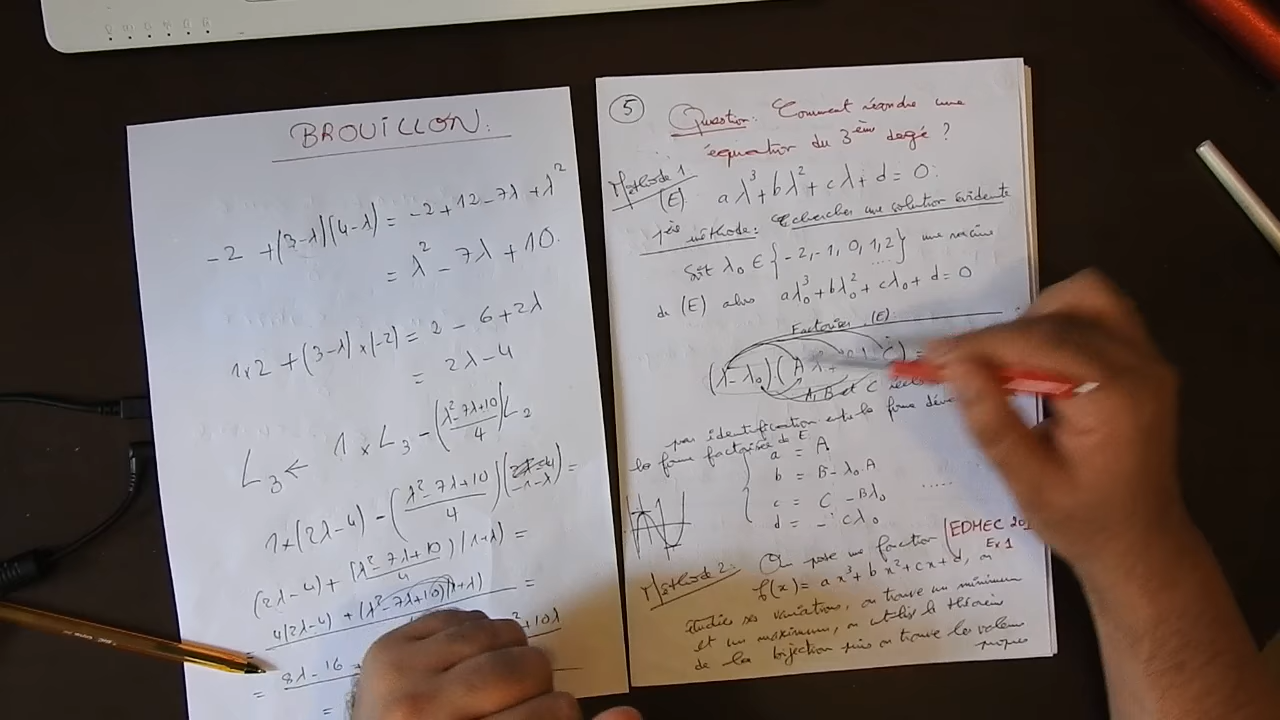 BROUILLON:
-2 + (3-λ)(4-λ) = -2 + 12 - 7λ + λ²
= λ² - 7λ + 10.
1×2 + (3-λ)×(-2) = 2 - 6 + 2λ
= 2λ - 4
L₃ ← 1 × L₃ - (λ²-7λ+10)/4 L₂
1×(2λ-4) - ((λ²-7λ+10)/4)(-1-λ) =
(2λ-4) + (λ²-7λ+10)/4 (1+λ) =
4(2λ-4) + (λ²-7λ+10)(1+λ) =
+10λ
= 8λ-16
=
5
Question: Comment résoudre une
équation du 3ème degé ?
Méthode 1
(E). aλ³ + bλ² + cλ + d = 0.
1ère méthode: Chercher une solution évidente
Soit λ₀ ∈ {-2, -1, 0, 1, 2} une racine
de (E) alors aλ₀³ + bλ₀² + cλ₀ + d = 0
Factoriser (E).
(λ-λ₀)(Aλ C) =
A, B et C
par identification entre la forme
la forme factorisée de E
a = A
b = B - λ₀A
c = C - Bλ₀
d = -Cλ₀
.....
EDHEC 201
Ex 1
Méthode 2: On pose une fonction
f(x) = ax³ + bx² + cx + d, on
étudie ses variations, on trouve un minimum
et un maximum, on utilise le théorème
de la bijection puis on trouve les valeurs
propres